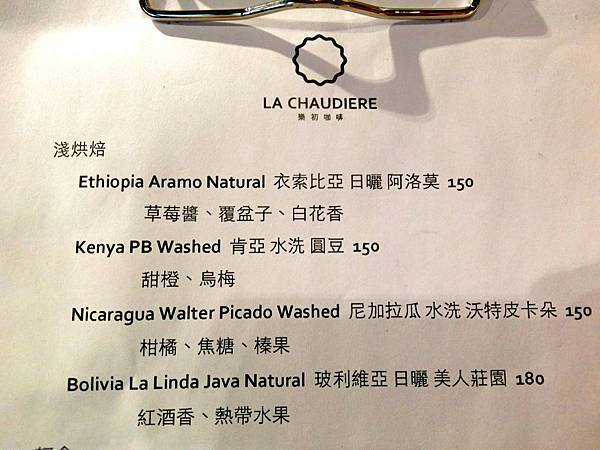 LA CHAUDIERE
樂初咖啡
淺烘焙
Ethiopia Aramo Natural 衣索比亞 日曬 阿洛莫 150
草莓醬、覆盆子、白花香
Kenya PB Washed 肯亞 水洗 圓豆 150
甜橙、烏梅
Nicaragua Walter Picado Washed 尼加拉瓜 水洗 沃特皮卡朵 150
柑橘、焦糖、榛果
Bolivia La Linda Java Natural 玻利維亞 日曬 美人莊園 180
紅酒香、熱帶水果